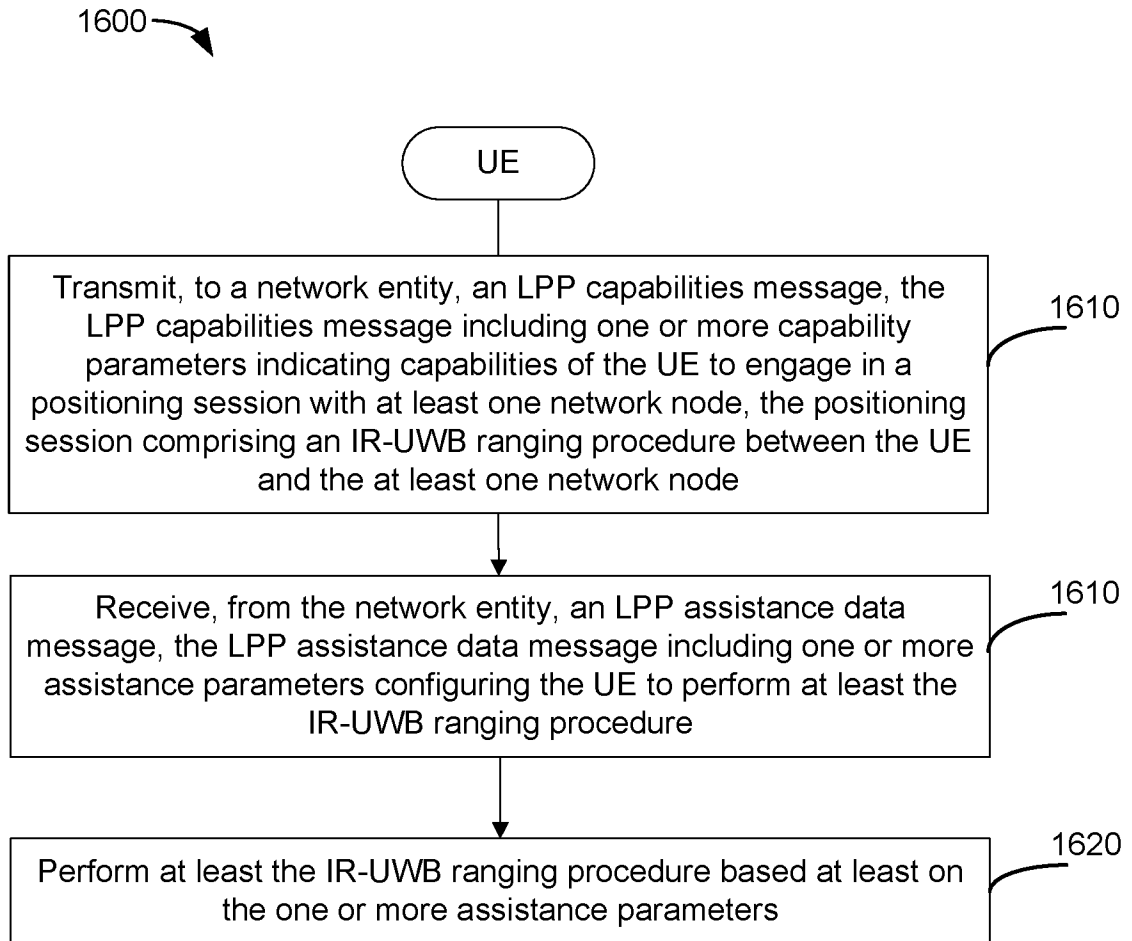 1600
UE
Transmit, to a network entity, an LPP capabilities message, the
LPP capabilities message including one or more capability
parameters indicating capabilities of the UE to engage in a
positioning session with at least one network node, the positioning
session comprising an IR-UWB ranging procedure between the UE
and the at least one network node
1610
Receive, from the network entity, an LPP assistance data
message, the LPP assistance data message including one or more
assistance parameters configuring the UE to perform at least the
IR-UWB ranging procedure
1610
Perform at least the IR-UWB ranging procedure based at least on
the one or more assistance parameters
1620